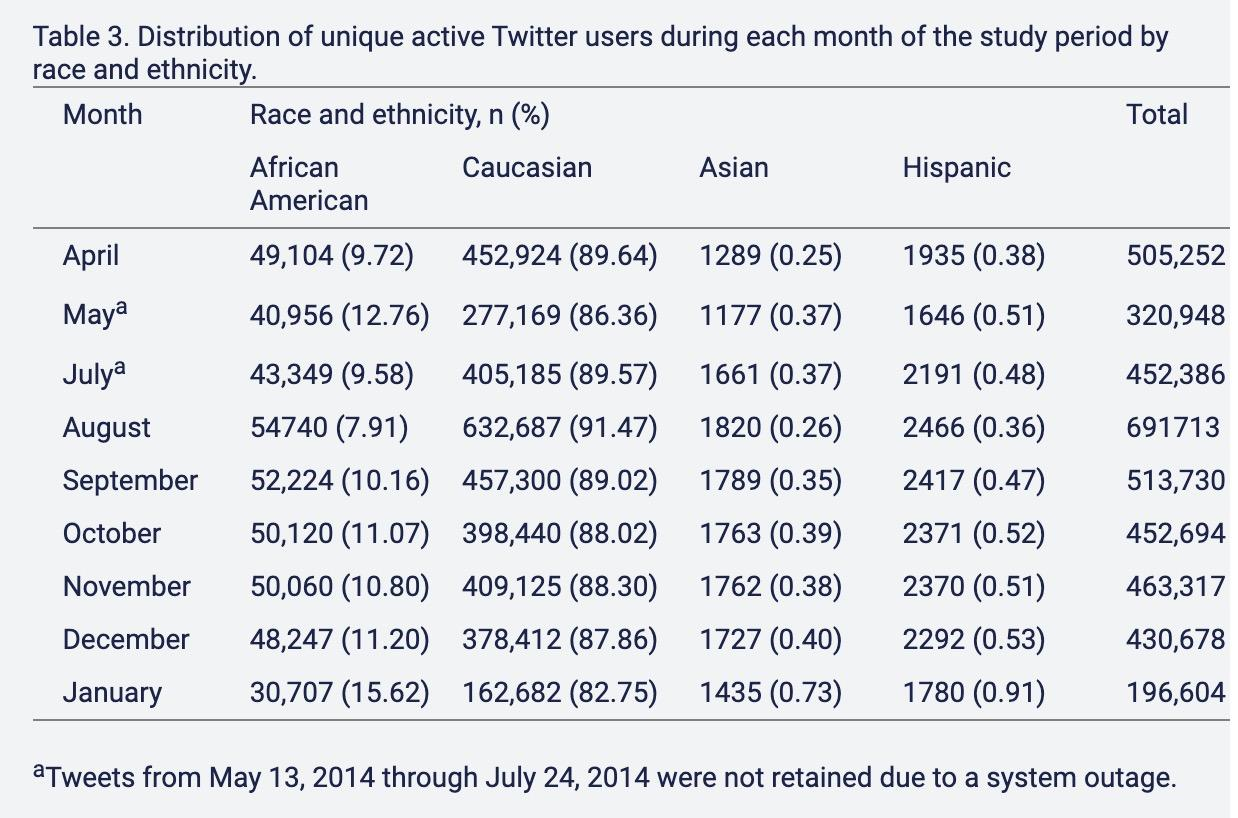 Table 3. Distribution of unique active Twitter users during each month of the study period by
race and ethnicity.
Month Race and ethnicity, n (%) Total
African American Caucasian Asian Hispanic
April 49,104 (9.72) 452,924 (89.64) 1289 (0.25) 1935 (0.38) 505,252
Mayᵃ 40,956 (12.76) 277,169 (86.36) 1177 (0.37) 1646 (0.51) 320,948
Julyᵃ 43,349 (9.58) 405,185 (89.57) 1661 (0.37) 2191 (0.48) 452,386
August 54740 (7.91) 632,687 (91.47) 1820 (0.26) 2466 (0.36) 691713
September 52,224 (10.16) 457,300 (89.02) 1789 (0.35) 2417 (0.47) 513,730
October 50,120 (11.07) 398,440 (88.02) 1763 (0.39) 2371 (0.52) 452,694
November 50,060 (10.80) 409,125 (88.30) 1762 (0.38) 2370 (0.51) 463,317
December 48,247 (11.20) 378,412 (87.86) 1727 (0.40) 2292 (0.53) 430,678
January 30,707 (15.62) 162,682 (82.75) 1435 (0.73) 1780 (0.91) 196,604
ᵃTweets from May 13, 2014 through July 24, 2014 were not retained due to a system outage.